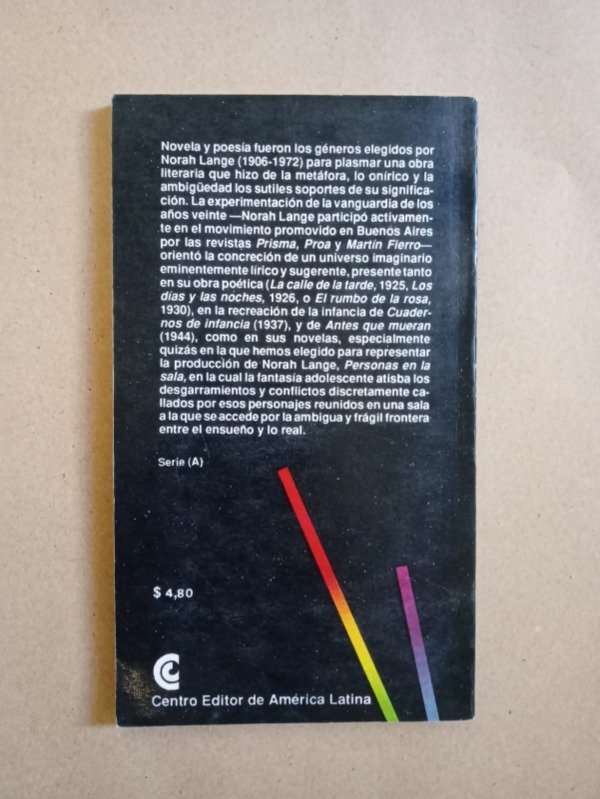 Novela y poesía fueron los géneros elegidos por
Norah Lange (1906-1972) para plasmar una obra
literaria que hizo de la metáfora, lo onírico y la
ambigüedad los sutiles soportes de su significa-
ción. La experimentación de la vanguardia de los
años veinte —Norah Lange participó activamen-
te en el movimiento promovido en Buenos Aires
por las revistas Prisma, Proa y Martín Fierro—
orientó la concreción de un universo imaginario
eminentemente lírico y sugerente, presente tanto
en su obra poética (La calle de la tarde, 1925, Los
días y las noches, 1926, o El rumbo de la rosa,
1930), en la recreación de la infancia de Cuader-
nos de infancia (1937), y de Antes que mueran
(1944), como en sus novelas, especialmente
quizás en la que hemos elegido para representar
la producción de Norah Lange, Personas en la
sala, en la cual la fantasía adolescente atisba los
desgarramientos y conflictos discretamente ca-
llados por esos personajes reunidos en una sala
a la que se accede por la ambigua y frágil frontera
entre el ensueño y lo real.
Serie (A)
$ 4,80
Centro Editor de América Latina